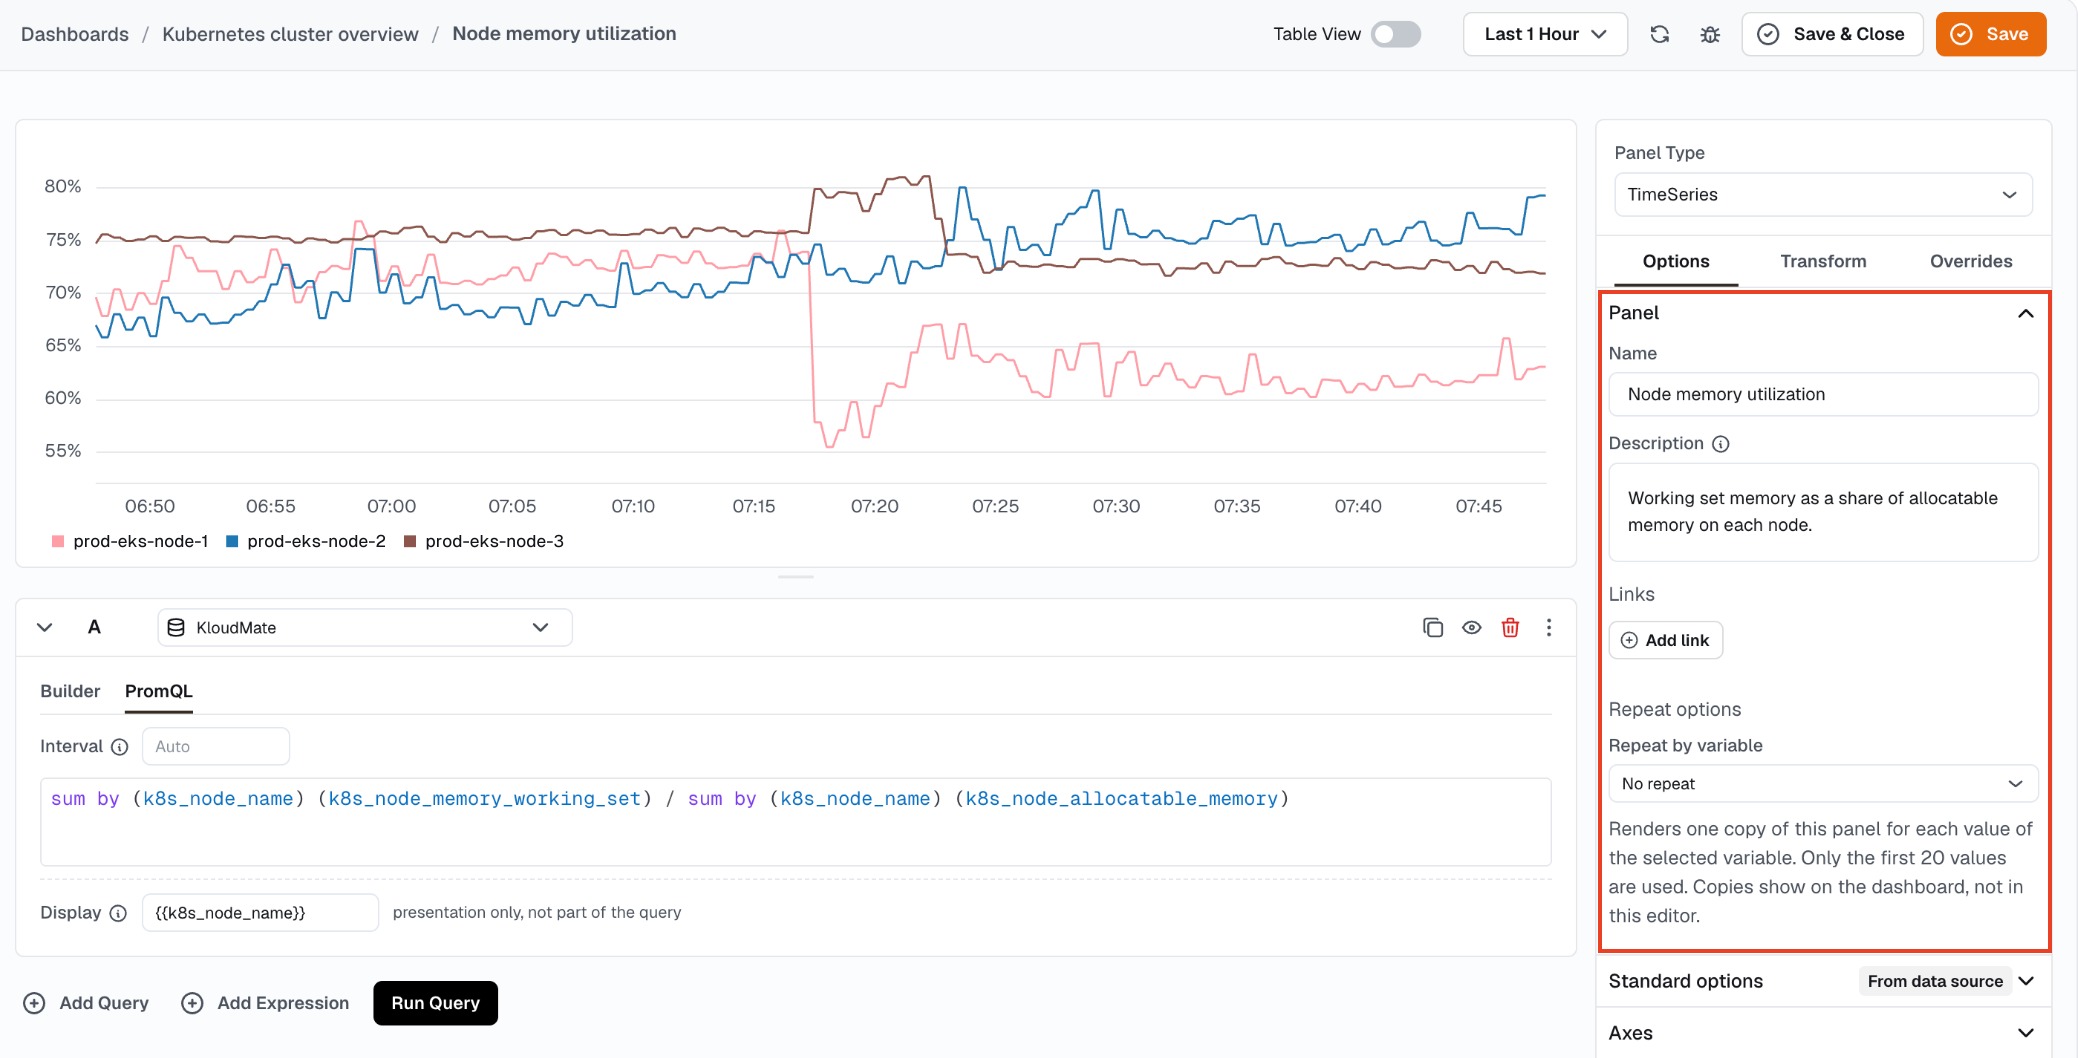 Dashboards / Kubernetes cluster overview / Node memory utilization
Table View
Last 1 Hour
Save & Close
Save
80%
75%
70%
65%
60%
55%
06:50 06:55 07:00 07:05 07:10 07:15 07:20 07:25 07:30 07:35 07:40 07:45
prod-eks-node-1 prod-eks-node-2 prod-eks-node-3
A
KloudMate
Builder PromQL
Interval Auto
sum by (k8s_node_name) (k8s_node_memory_working_set) / sum by (k8s_node_name) (k8s_node_allocatable_memory)
Display {{k8s_node_name}} presentation only, not part of the query
Add Query Add Expression Run Query
Panel Type
TimeSeries
Options Transform Overrides
Panel
Name
Node memory utilization
Description
Working set memory as a share of allocatable
memory on each node.
Links
Add link
Repeat options
Repeat by variable
No repeat
Renders one copy of this panel for each value of
the selected variable. Only the first 20 values
are used. Copies show on the dashboard, not in
this editor.
Standard options From data source
Axes